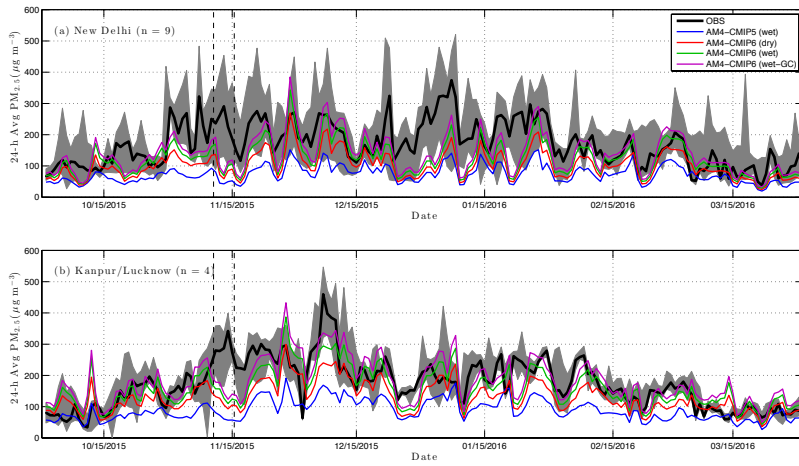 (a) New Delhi (n = 9)
OBS
AM4-CMIP5 (wet)
AM4-CMIP6 (dry)
AM4-CMIP6 (wet)
AM4-CMIP6 (wet-GC)
24-h Avg PM2.5 (μg m−3)
600
500
400
300
200
100
0
10/15/2015
11/15/2015
12/15/2015
01/15/2016
02/15/2016
03/15/2016
Date
(b) Kanpur/Lucknow (n = 4)
24-h Avg PM2.5 (μg m−3)
600
500
400
300
200
100
0
10/15/2015
11/15/2015
12/15/2015
01/15/2016
02/15/2016
03/15/2016
Date